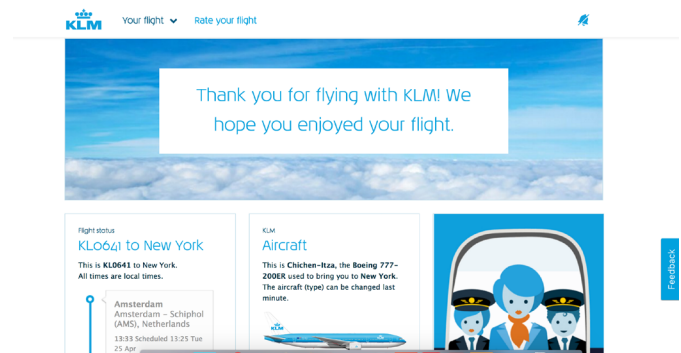 KLM
Your flight
Rate your flight
Thank you for flying with KLM! We
hope you enjoyed your flight.
Flight status
KL0641 to New York
This is KL0641 to New York.
All times are local times.
Amsterdam
Amsterdam - Schiphol
(AMS), Netherlands
13:33 Scheduled 13:25 Tue
25 Apr
KLM
Aircraft
This is Chichen-Itza, the Boeing 777-
200ER used to bring you to New York.
The aircraft (type) can be changed last
minute.
KLM
Feedback